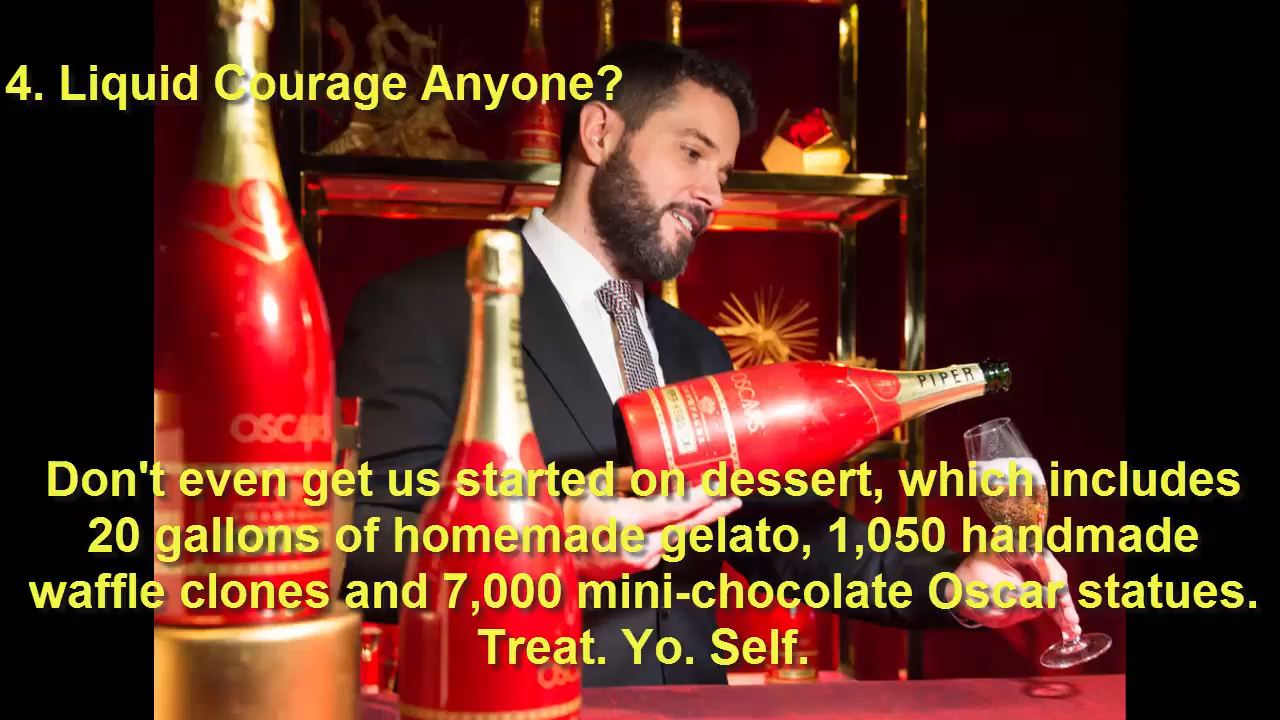 4. Liquid Courage Anyone?
OSCARS
PIPER
OSCARS
Don't even get us started on dessert, which includes
20 gallons of homemade gelato, 1,050 handmade
waffle clones and 7,000 mini-chocolate Oscar statues.
Treat. Yo. Self.